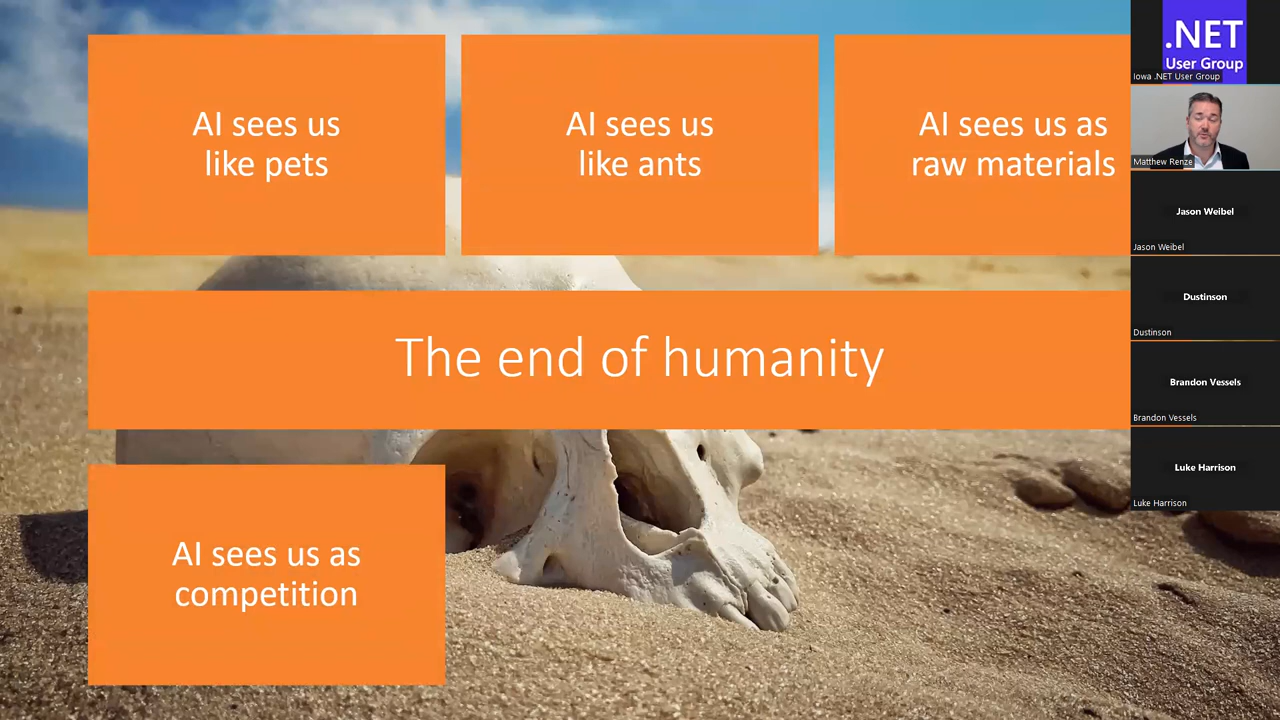 AI sees us
like pets
AI sees us
like ants
AI sees us as
raw materials
The end of humanity
AI sees us as
competition
.NET
User Group
Iowa .NET User Group
Matthew Renze
Jason Weibel
Jason Weibel
Dustinson
Dustinson
Brandon Vessels
Brandon Vessels
Luke Harrison
Luke Harrison